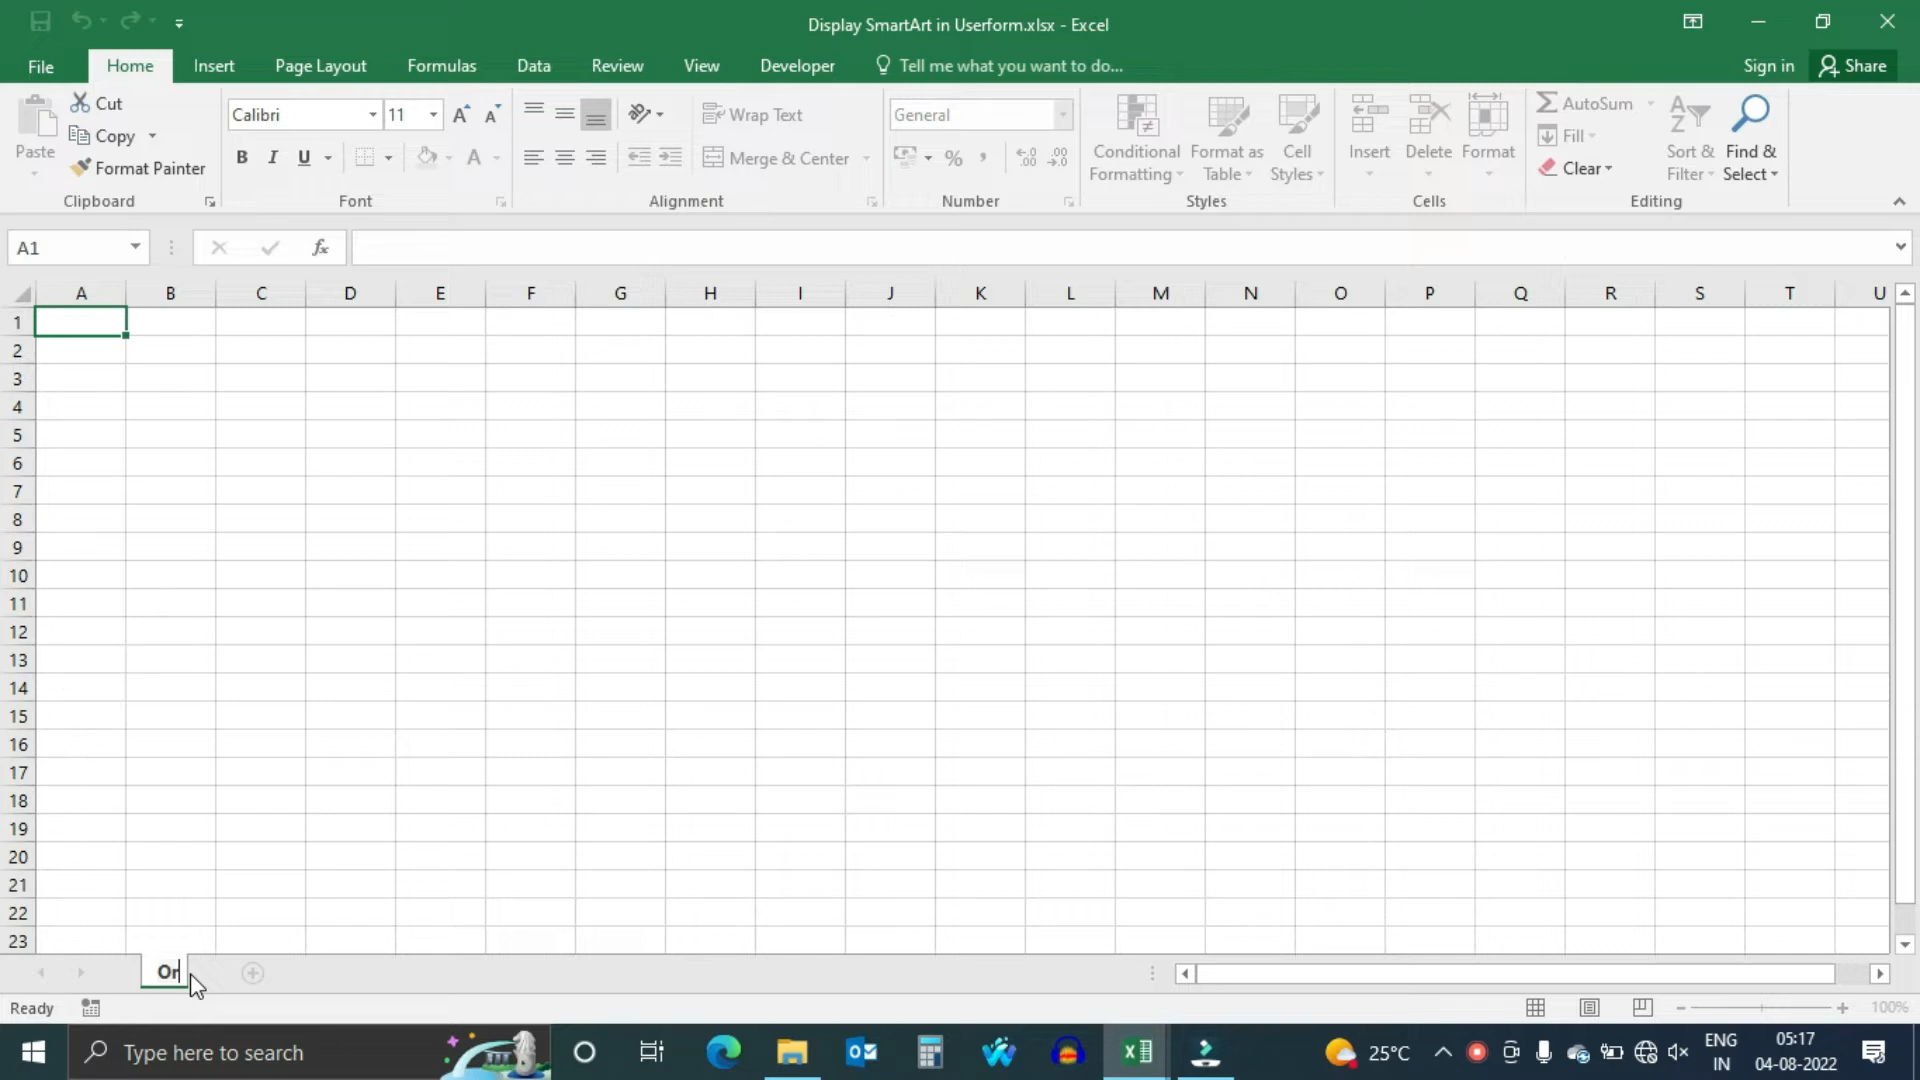 Display SmartArt in Userform.xlsx - Excel
File Home Insert Page Layout Formulas Data Review View Developer Tell me what you want to do... Sign in Share
Cut
Copy
Format Painter
Paste
Clipboard
Calibri 11
B I U A
Font
Wrap Text
Merge & Center
Alignment
General
%
Number
Conditional Formatting
Format as Table
Cell Styles
Styles
Insert Delete Format
Cells
AutoSum
Fill
Clear
Sort & Filter
Find & Select
Editing
A1 fx
A B C D E F G H I J K L M N O P Q R S T U
1
2
3
4
5
6
7
8
9
10
11
12
13
14
15
16
17
18
19
20
21
22
23
Or
Ready 100%
Type here to search 25°C ENG IN 05:17 04-08-2022